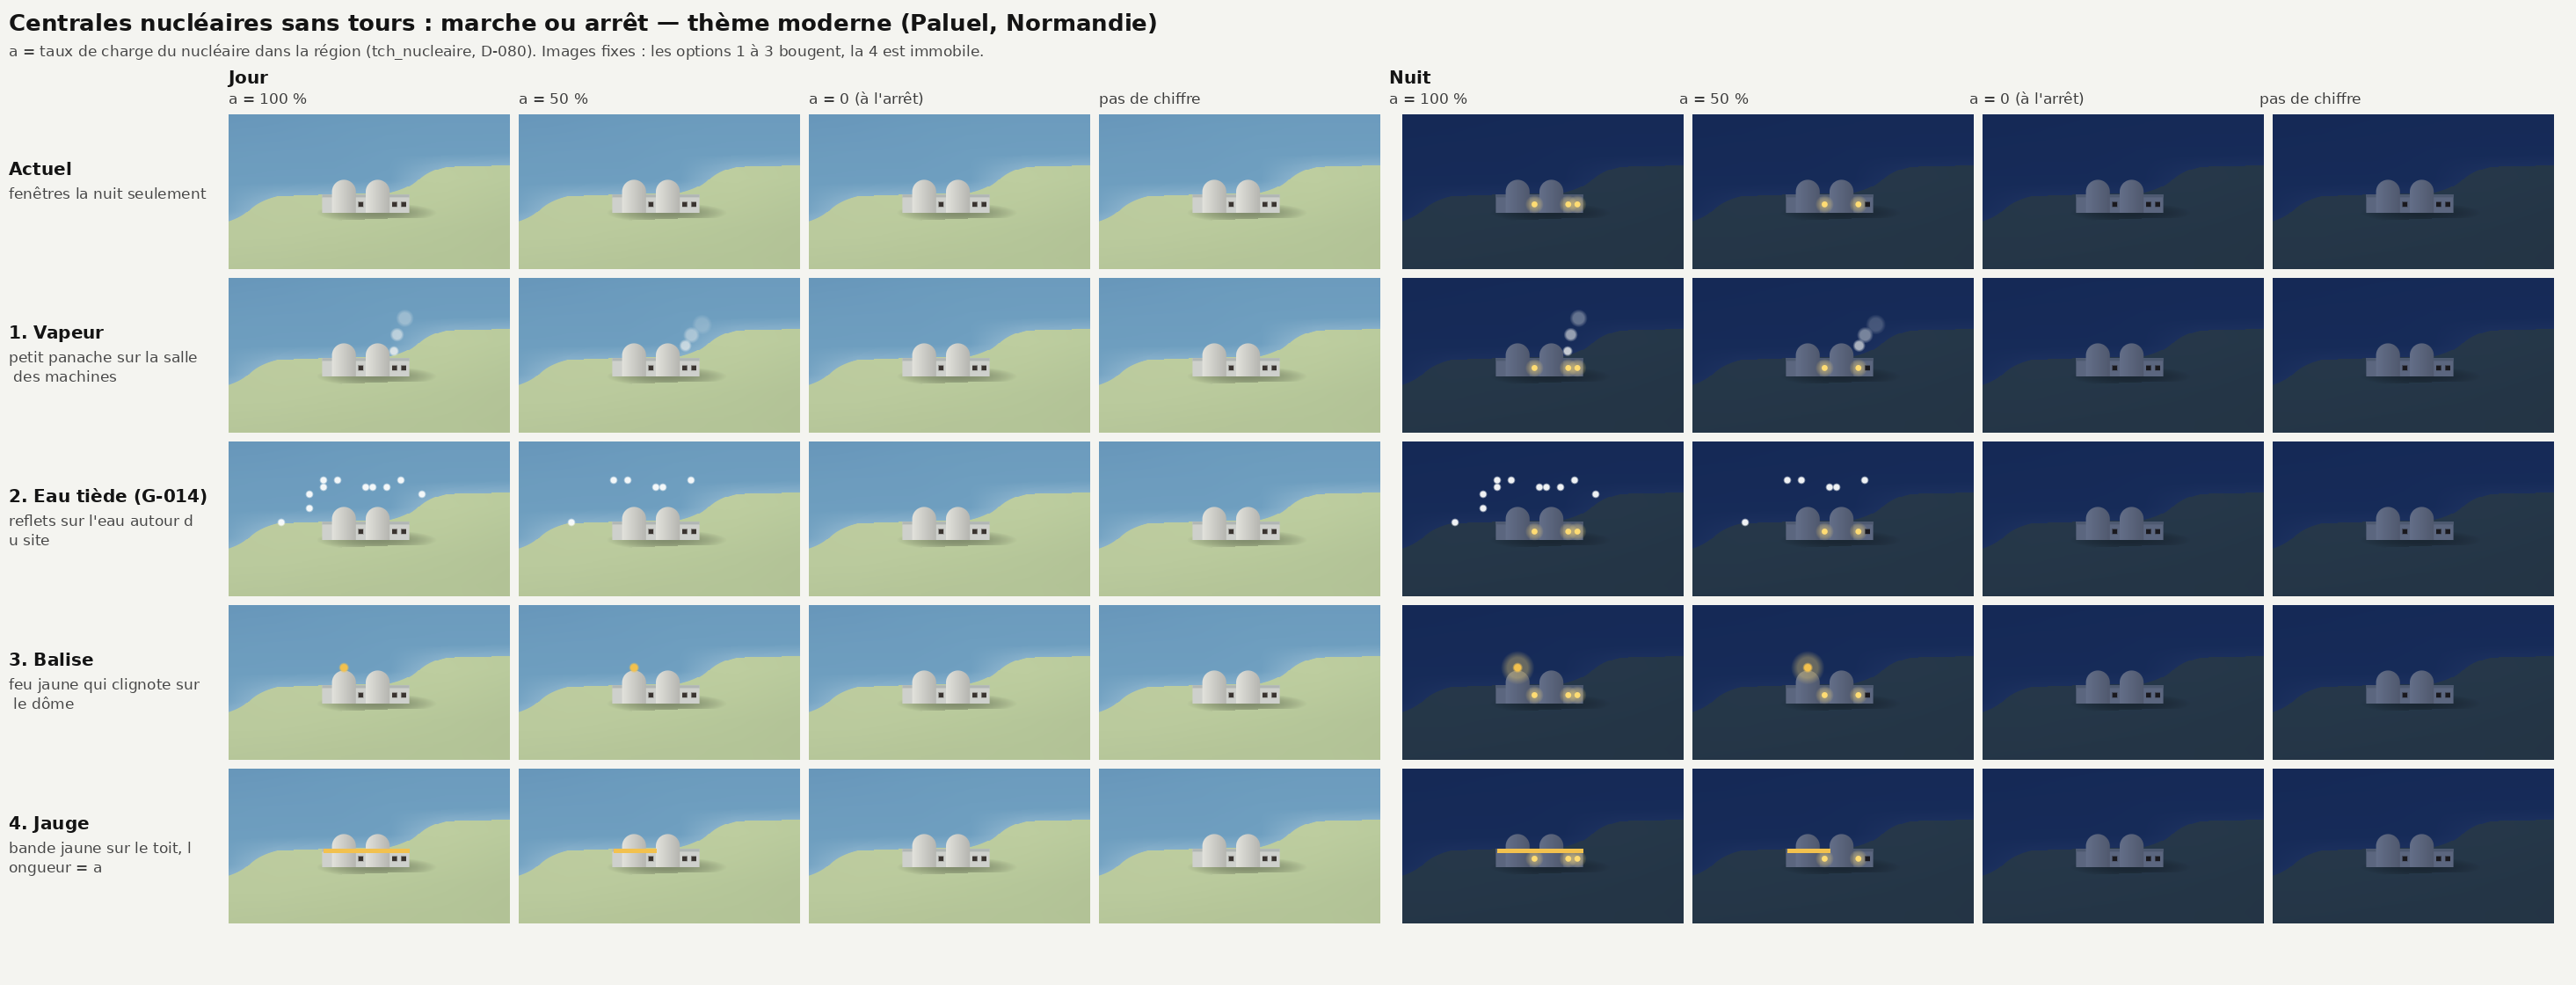 Centrales nucléaires sans tours : marche ou arrêt — thème moderne (Paluel, Normandie)
a = taux de charge du nucléaire dans la région (tch_nucleaire, D-080). Images fixes : les options 1 à 3 bougent, la 4 est immobile.
Jour
Nuit
a = 100 %
a = 50 %
a = 0 (à l'arrêt)
pas de chiffre
a = 100 %
a = 50 %
a = 0 (à l'arrêt)
pas de chiffre
Actuel
fenêtres la nuit seulement
1. Vapeur
petit panache sur la salle
des machines
2. Eau tiède (G-014)
reflets sur l'eau autour d
u site
3. Balise
feu jaune qui clignote sur
le dôme
4. Jauge
bande jaune sur le toit, l
ongueur = a